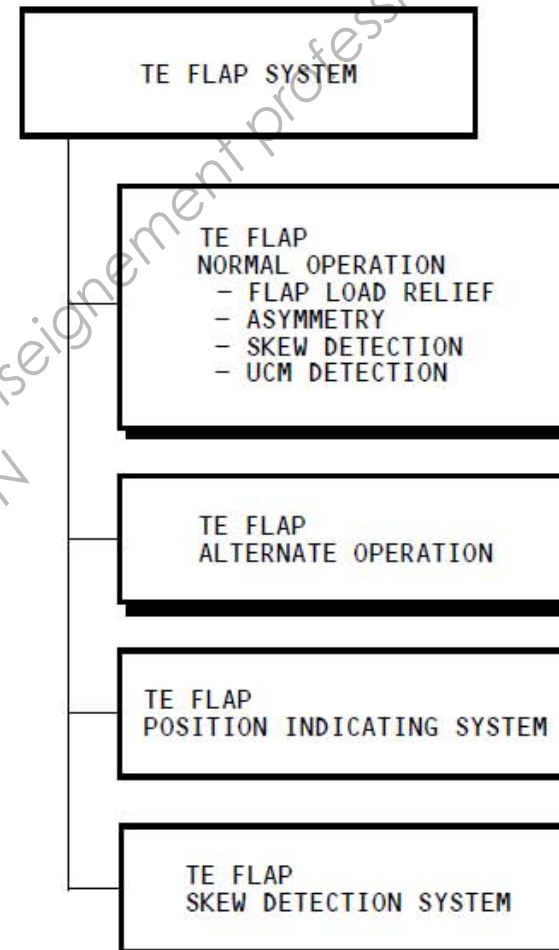 TE FLAP SYSTEM
TE FLAP
NORMAL OPERATION
- FLAP LOAD RELIEF
- ASYMMETRY
- SKEW DETECTION
- UCM DETECTION
TE FLAP
ALTERNATE OPERATION
TE FLAP
POSITION INDICATING SYSTEM
TE FLAP
SKEW DETECTION SYSTEM